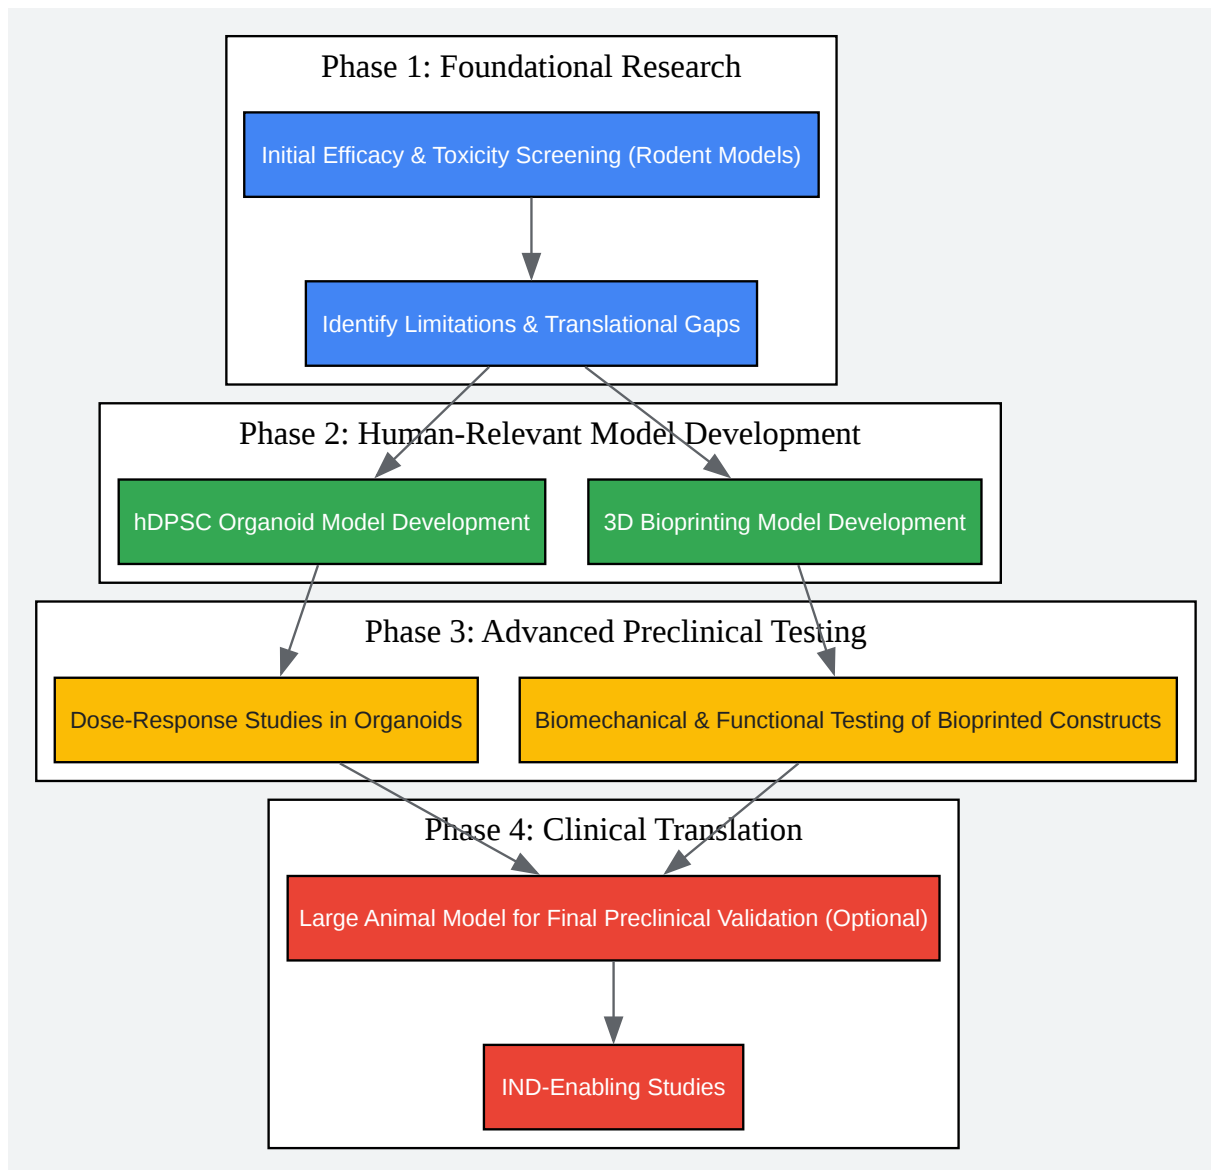 Phase 1: Foundational Research
Initial Efficacy & Toxicity Screening (Rodent Models)
Identify Limitations & Translational Gaps
Phase 2: Human-Relevant Model Development
hDPSC Organoid Model Development
3D Bioprinting Model Development
Phase 3: Advanced Preclinical Testing
Dose-Response Studies in Organoids
Biomechanical & Functional Testing of Bioprinted Constructs
Phase 4: Clinical Translation
Large Animal Model for Final Preclinical Validation (Optional)
IND-Enabling Studies